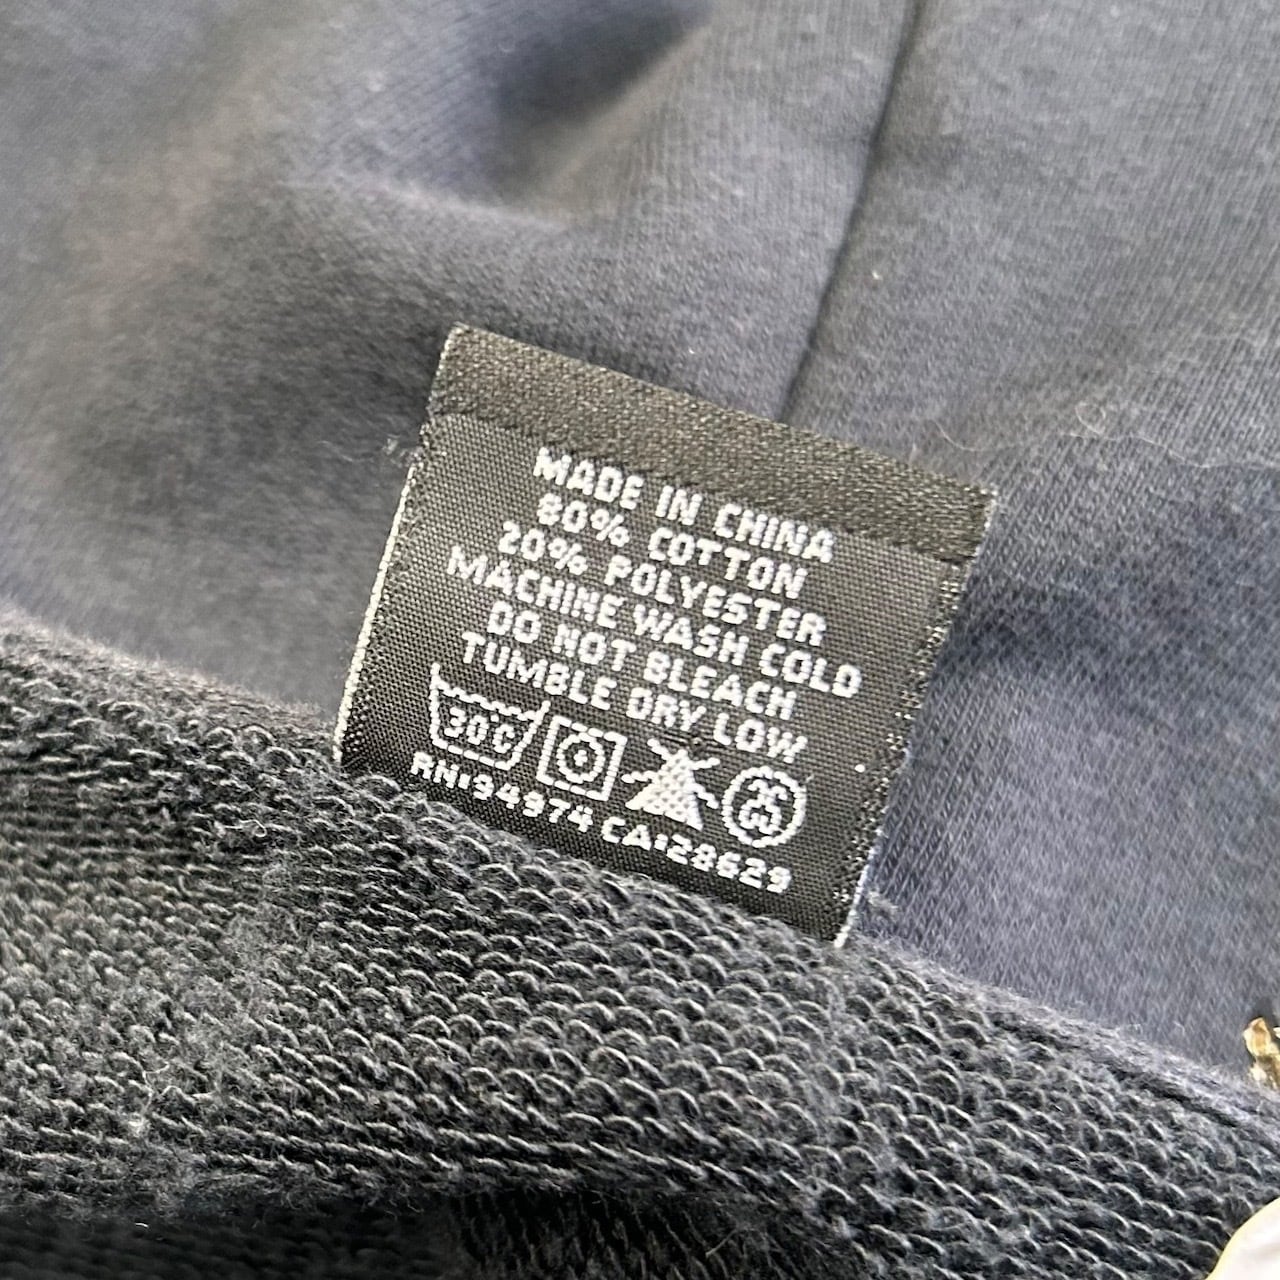 MADE IN CHINA
80% COTTON
20% POLYESTER
MACHINE WASH COLD
DO NOT BLEACH
TUMBLE DRY LOW
30°C
RN:94974 CA:28629